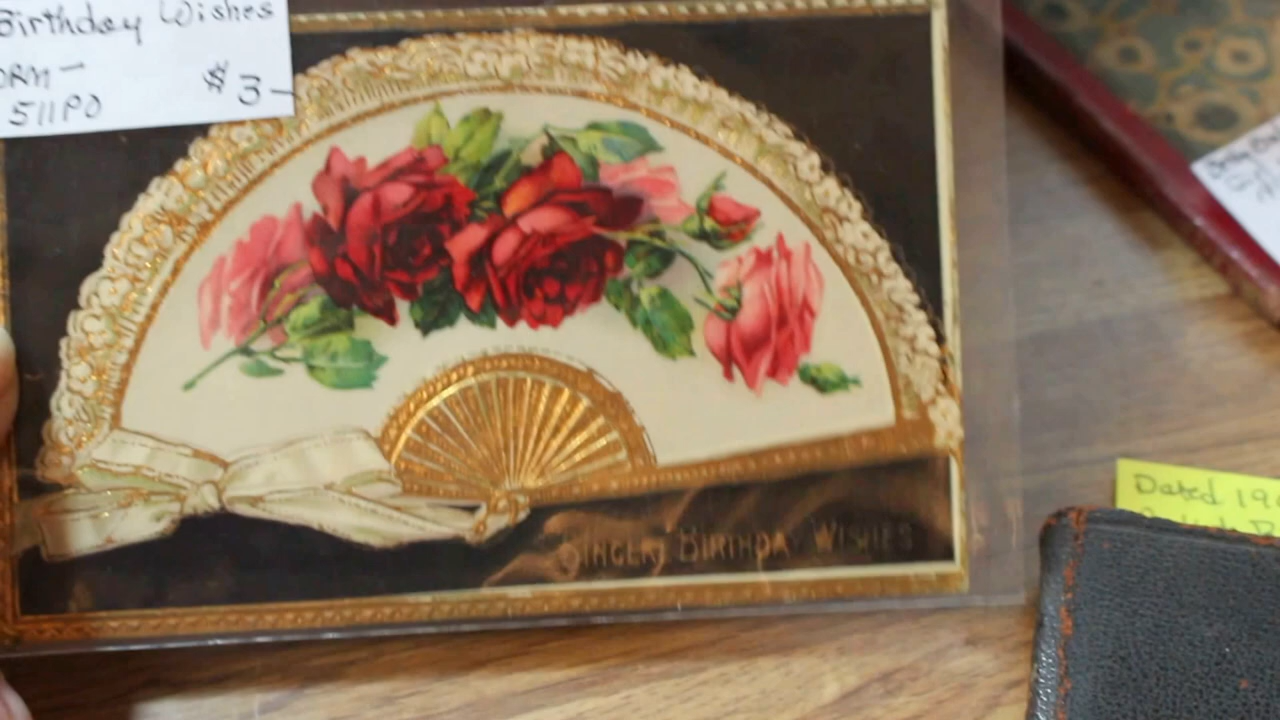 Birthday Wishes
ORM—
$3-
511PO
SINCERE BIRTHDAY WISHES
Dated 19